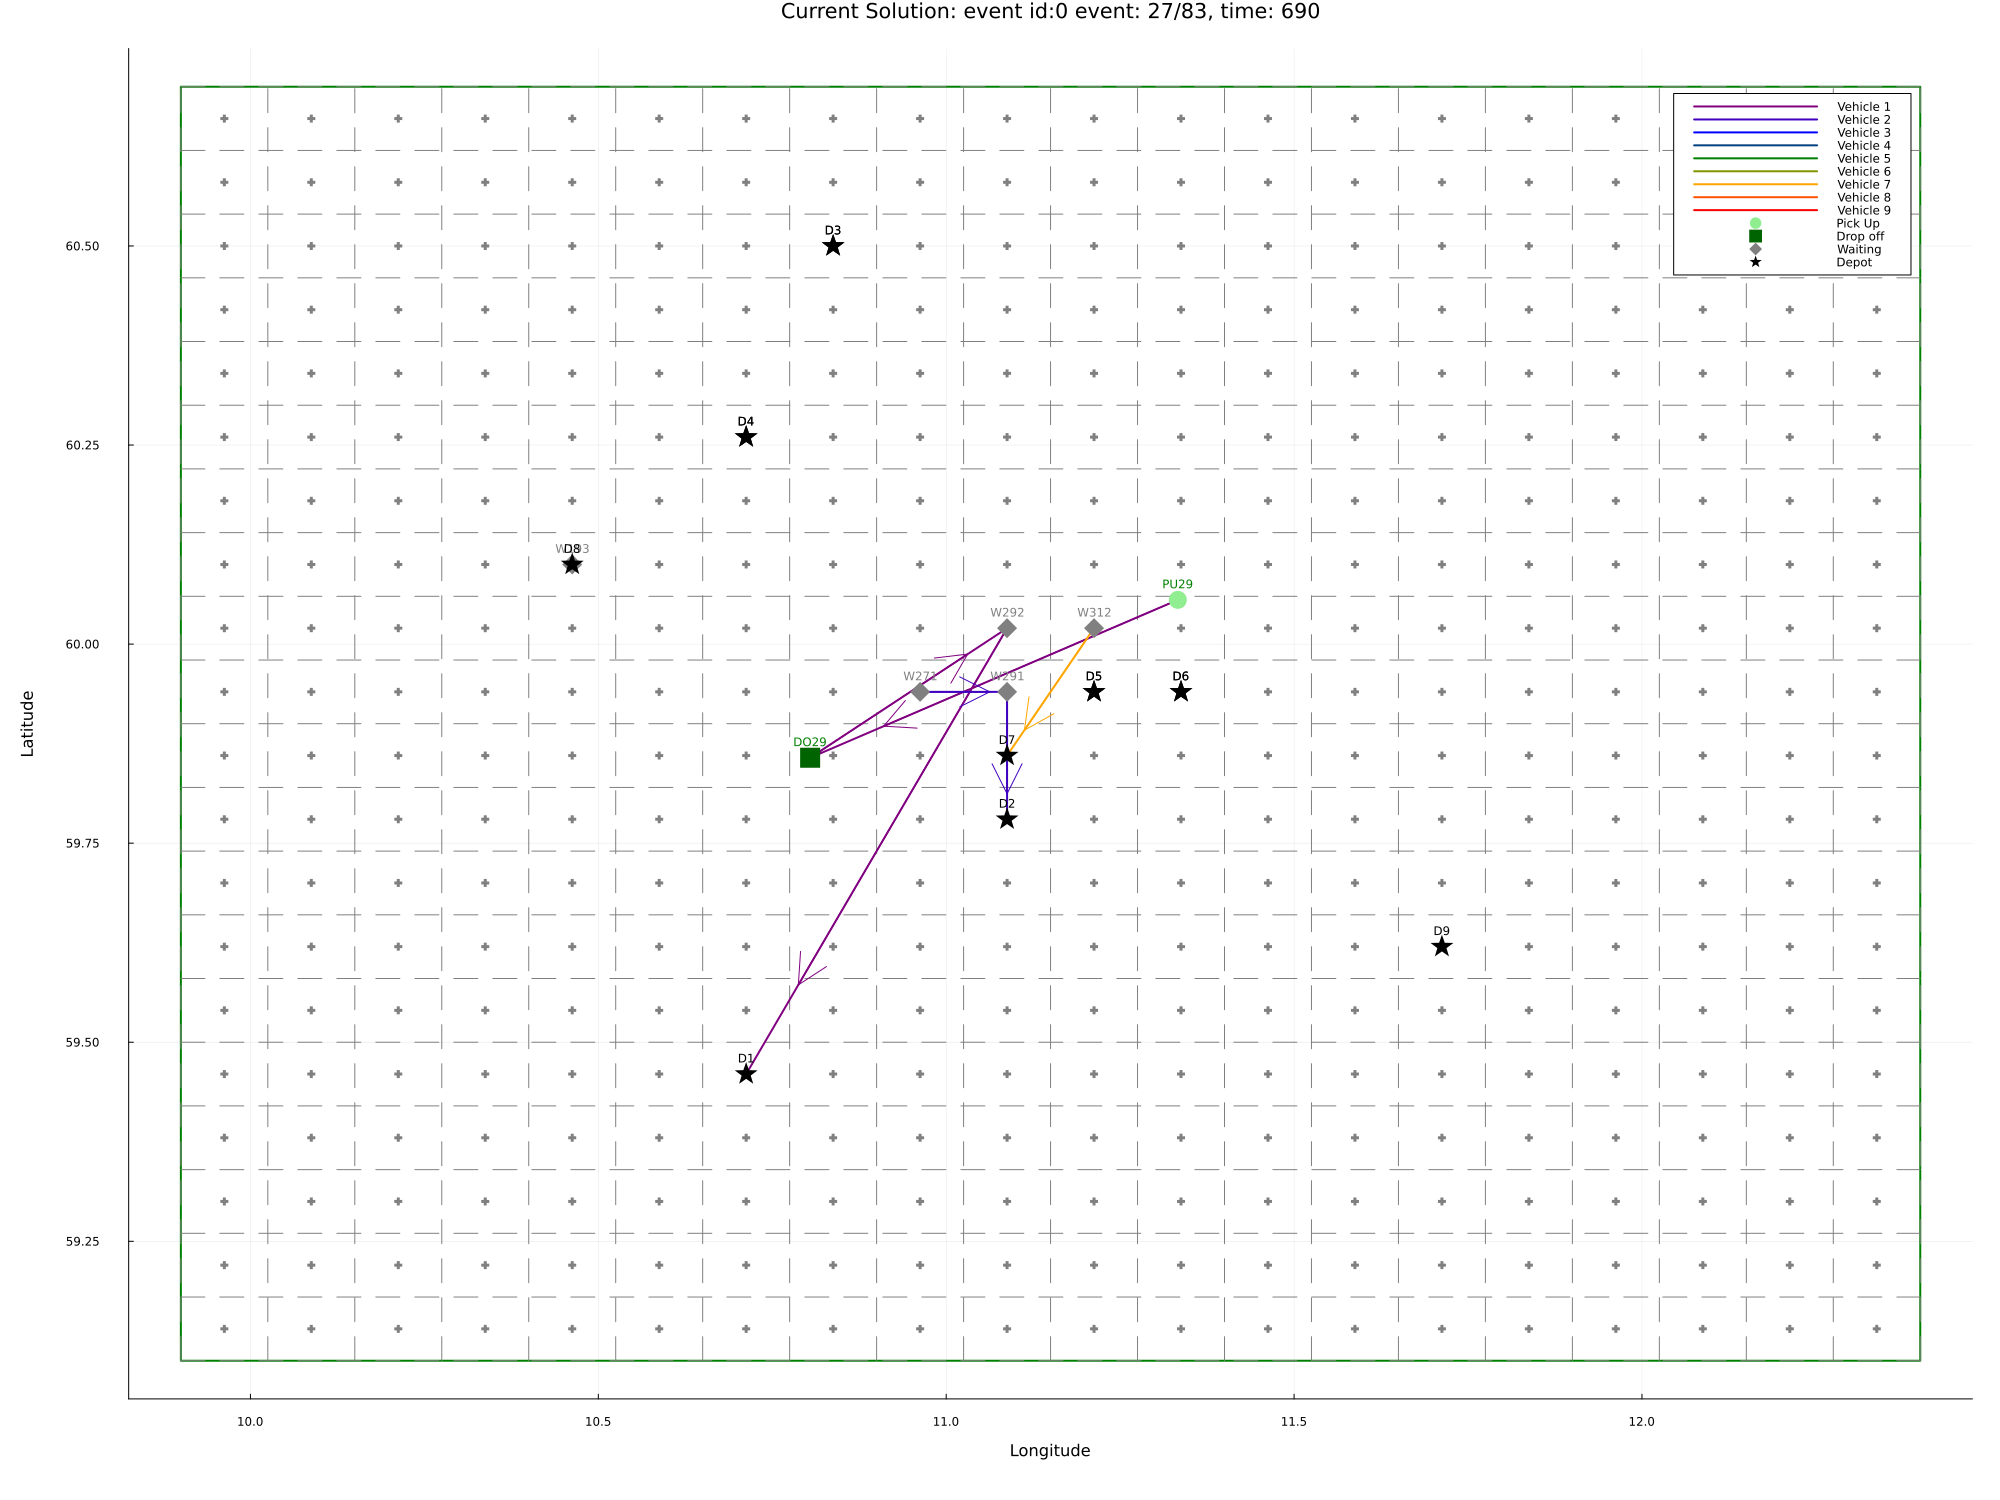 Current Solution: event id:0 event: 27/83, time: 690
Vehicle 1
Vehicle 2
Vehicle 3
Vehicle 4
Vehicle 5
Vehicle 6
Vehicle 7
Vehicle 8
Vehicle 9
Pick Up
Drop off
Waiting
Depot
D3
D4
D8
PU29
W292
W312
W271
W291
D5
D6
DO29
D7
D2
D9
D1
60.50
60.25
60.00
59.75
59.50
59.25
Latitude
10.0
10.5
11.0
11.5
12.0
Longitude